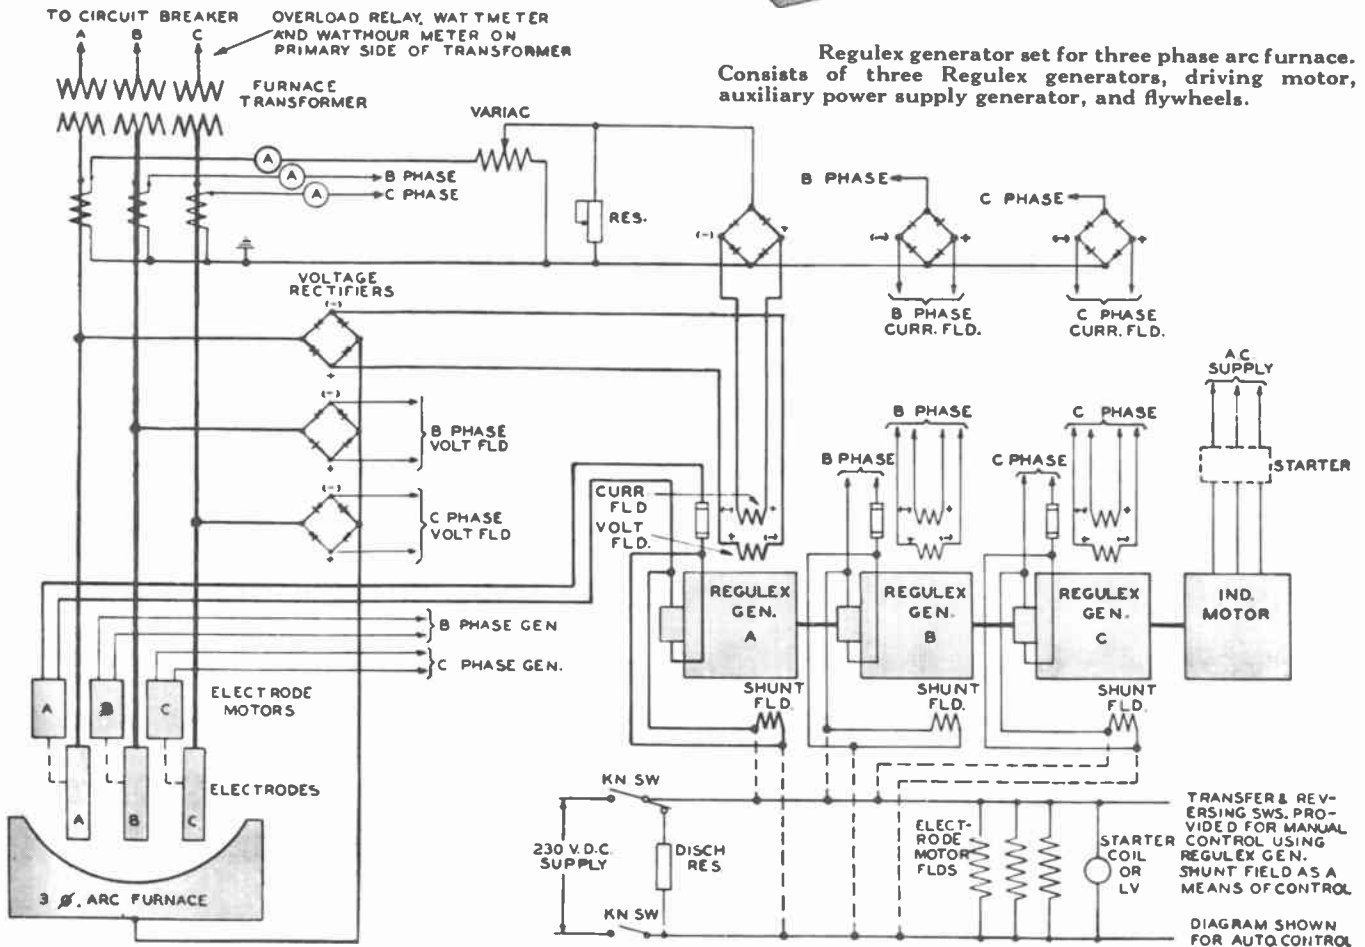 TO CIRCUIT BREAKER
A B C
OVERLOAD RELAY, WATTMETER
AND WATTHOUR METER ON
PRIMARY SIDE OF TRANSFORMER
Regulex generator set for three phase arc furnace.
Consists of three Regulex generators, driving motor,
auxiliary power supply generator, and flywheels.
FURNACE
TRANSFORMER
VARIAC
A
A
A
B PHASE
C PHASE
RES.
(-) +
B PHASE
(-) +
C PHASE
(-) +
B PHASE
CURR. FLD.
C PHASE
CURR. FLD.
VOLTAGE
RECTIFIERS
(-)
+
(-)
+
B PHASE
VOLT FLD
(-)
+
C PHASE
VOLT FLD
A.C.
SUPPLY
STARTER
CURR
FLD
VOLT
FLD.
(-) +
+ (-)
B PHASE
B PHASE
(-) +
+ (-)
C PHASE
C PHASE
(-) +
+ (-)
REGULEX
GEN.
A
REGULEX
GEN.
B
REGULEX
GEN.
C
IND.
MOTOR
SHUNT
FLD.
SHUNT
FLD.
SHUNT
FLD.
B PHASE GEN
C PHASE GEN.
A B C
ELECTRODE
MOTORS
ELECTRODES
A B C
3 Ø. ARC FURNACE
KN SW
230 V. D.C.
SUPPLY
DISCH
RES
KN SW
ELECT-
RODE
MOTOR
FLDS
STARTER
COIL
OR
LV
TRANSFER & REV-
ERSING SWS. PRO-
VIDED FOR MANUAL
CONTROL USING
REGULEX GEN.
SHUNT FIELD AS A
MEANS OF CONTROL
DIAGRAM SHOWN
FOR AUTO CONTROL